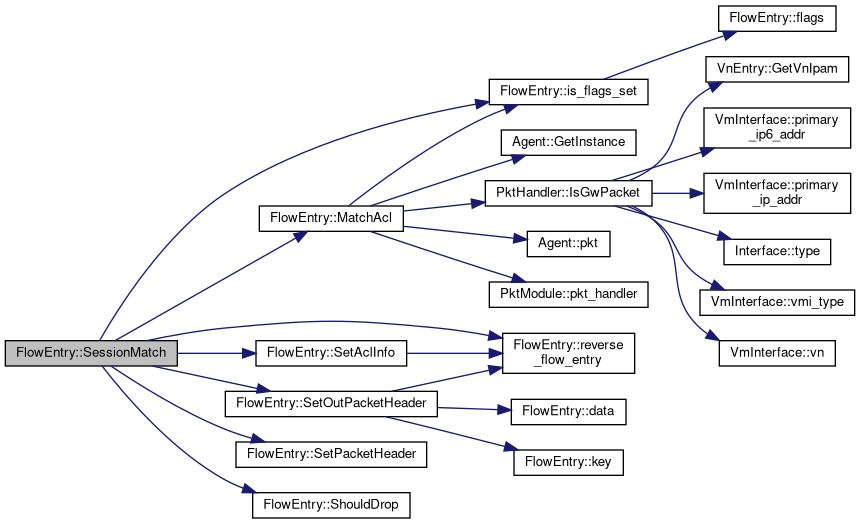 FlowEntry::flags
VnEntry::GetVnIpam
FlowEntry::is_flags_set
VmInterface::primary
_ip6_addr
Agent::GetInstance
VmInterface::primary
_ip_addr
PktHandler::IsGwPacket
FlowEntry::MatchAcl
Agent::pkt
Interface::type
PktModule::pkt_handler
VmInterface::vmi_type
FlowEntry::SessionMatch
FlowEntry::SetAclInfo
FlowEntry::reverse
_flow_entry
VmInterface::vn
FlowEntry::SetOutPacketHeader
FlowEntry::data
FlowEntry::SetPacketHeader
FlowEntry::key
FlowEntry::ShouldDrop